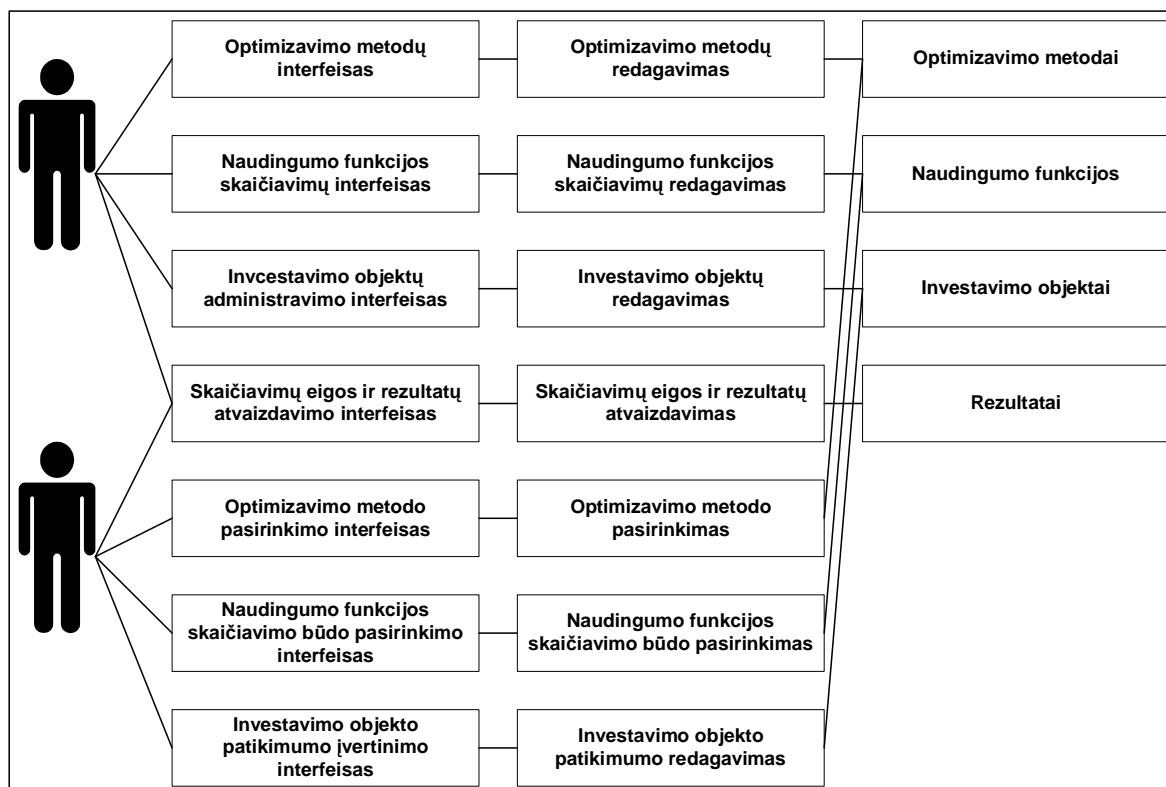 Optimizavimo metodų
interfeisas
Optimizavimo metodų
redagavimas
Optimizavimo metodai
Naudingumo funkcijos
skaičiavimų interfeisas
Naudingumo funkcijos
skaičiavimų redagavimas
Naudingumo funkcijos
Invcestavimo objektų
administravimo interfeisas
Investavimo objektų
redagavimas
Investavimo objektai
Skaičiavimų eigos ir rezultatų
atvaizdavimo interfeisas
Skaičiavimų eigos ir rezultatų
atvaizdavimas
Rezultatai
Optimizavimo metodo
pasirinkimo interfeisas
Optimizavimo metodo
pasirinkimas
Naudingumo funkcijos
skaičiavimo būdo pasirinkimo
interfeisas
Naudingumo funkcijos
skaičiavimo būdo pasirinkimas
Investavimo objekto
patikimumo įvertinimo
interfeisas
Investavimo objekto
patikimumo redagavimas